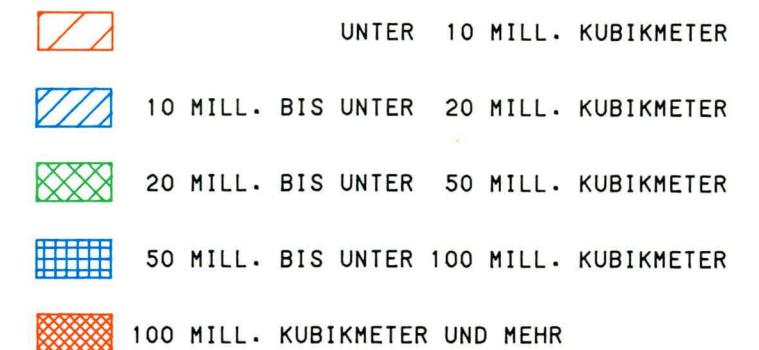 UNTER 10 MILL. KUBIKMETER
10 MILL. BIS UNTER 20 MILL. KUBIKMETER
20 MILL. BIS UNTER 50 MILL. KUBIKMETER
50 MILL. BIS UNTER 100 MILL. KUBIKMETER
100 MILL. KUBIKMETER UND MEHR